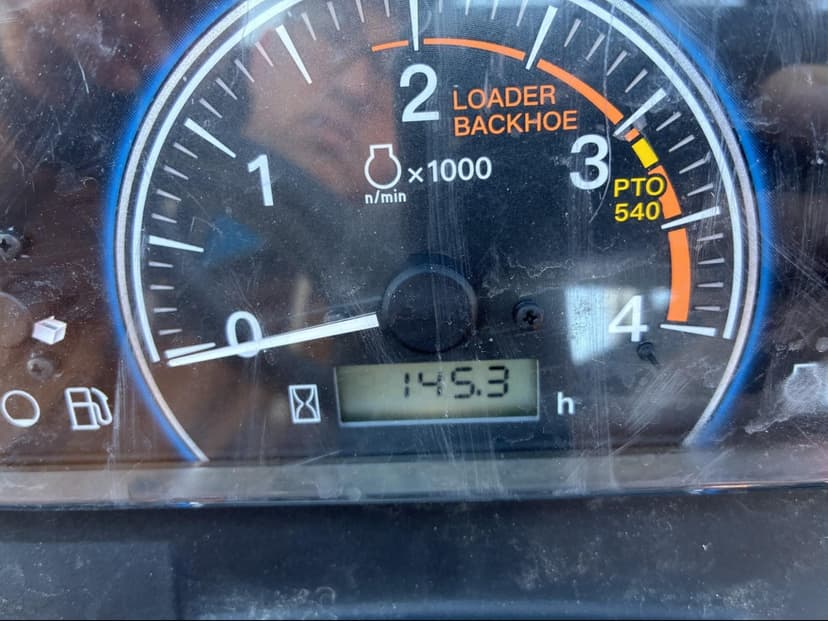 2
LOADER
BACKHOE
1
×1000
n/min
3
PTO
540
0
4
145.3
h